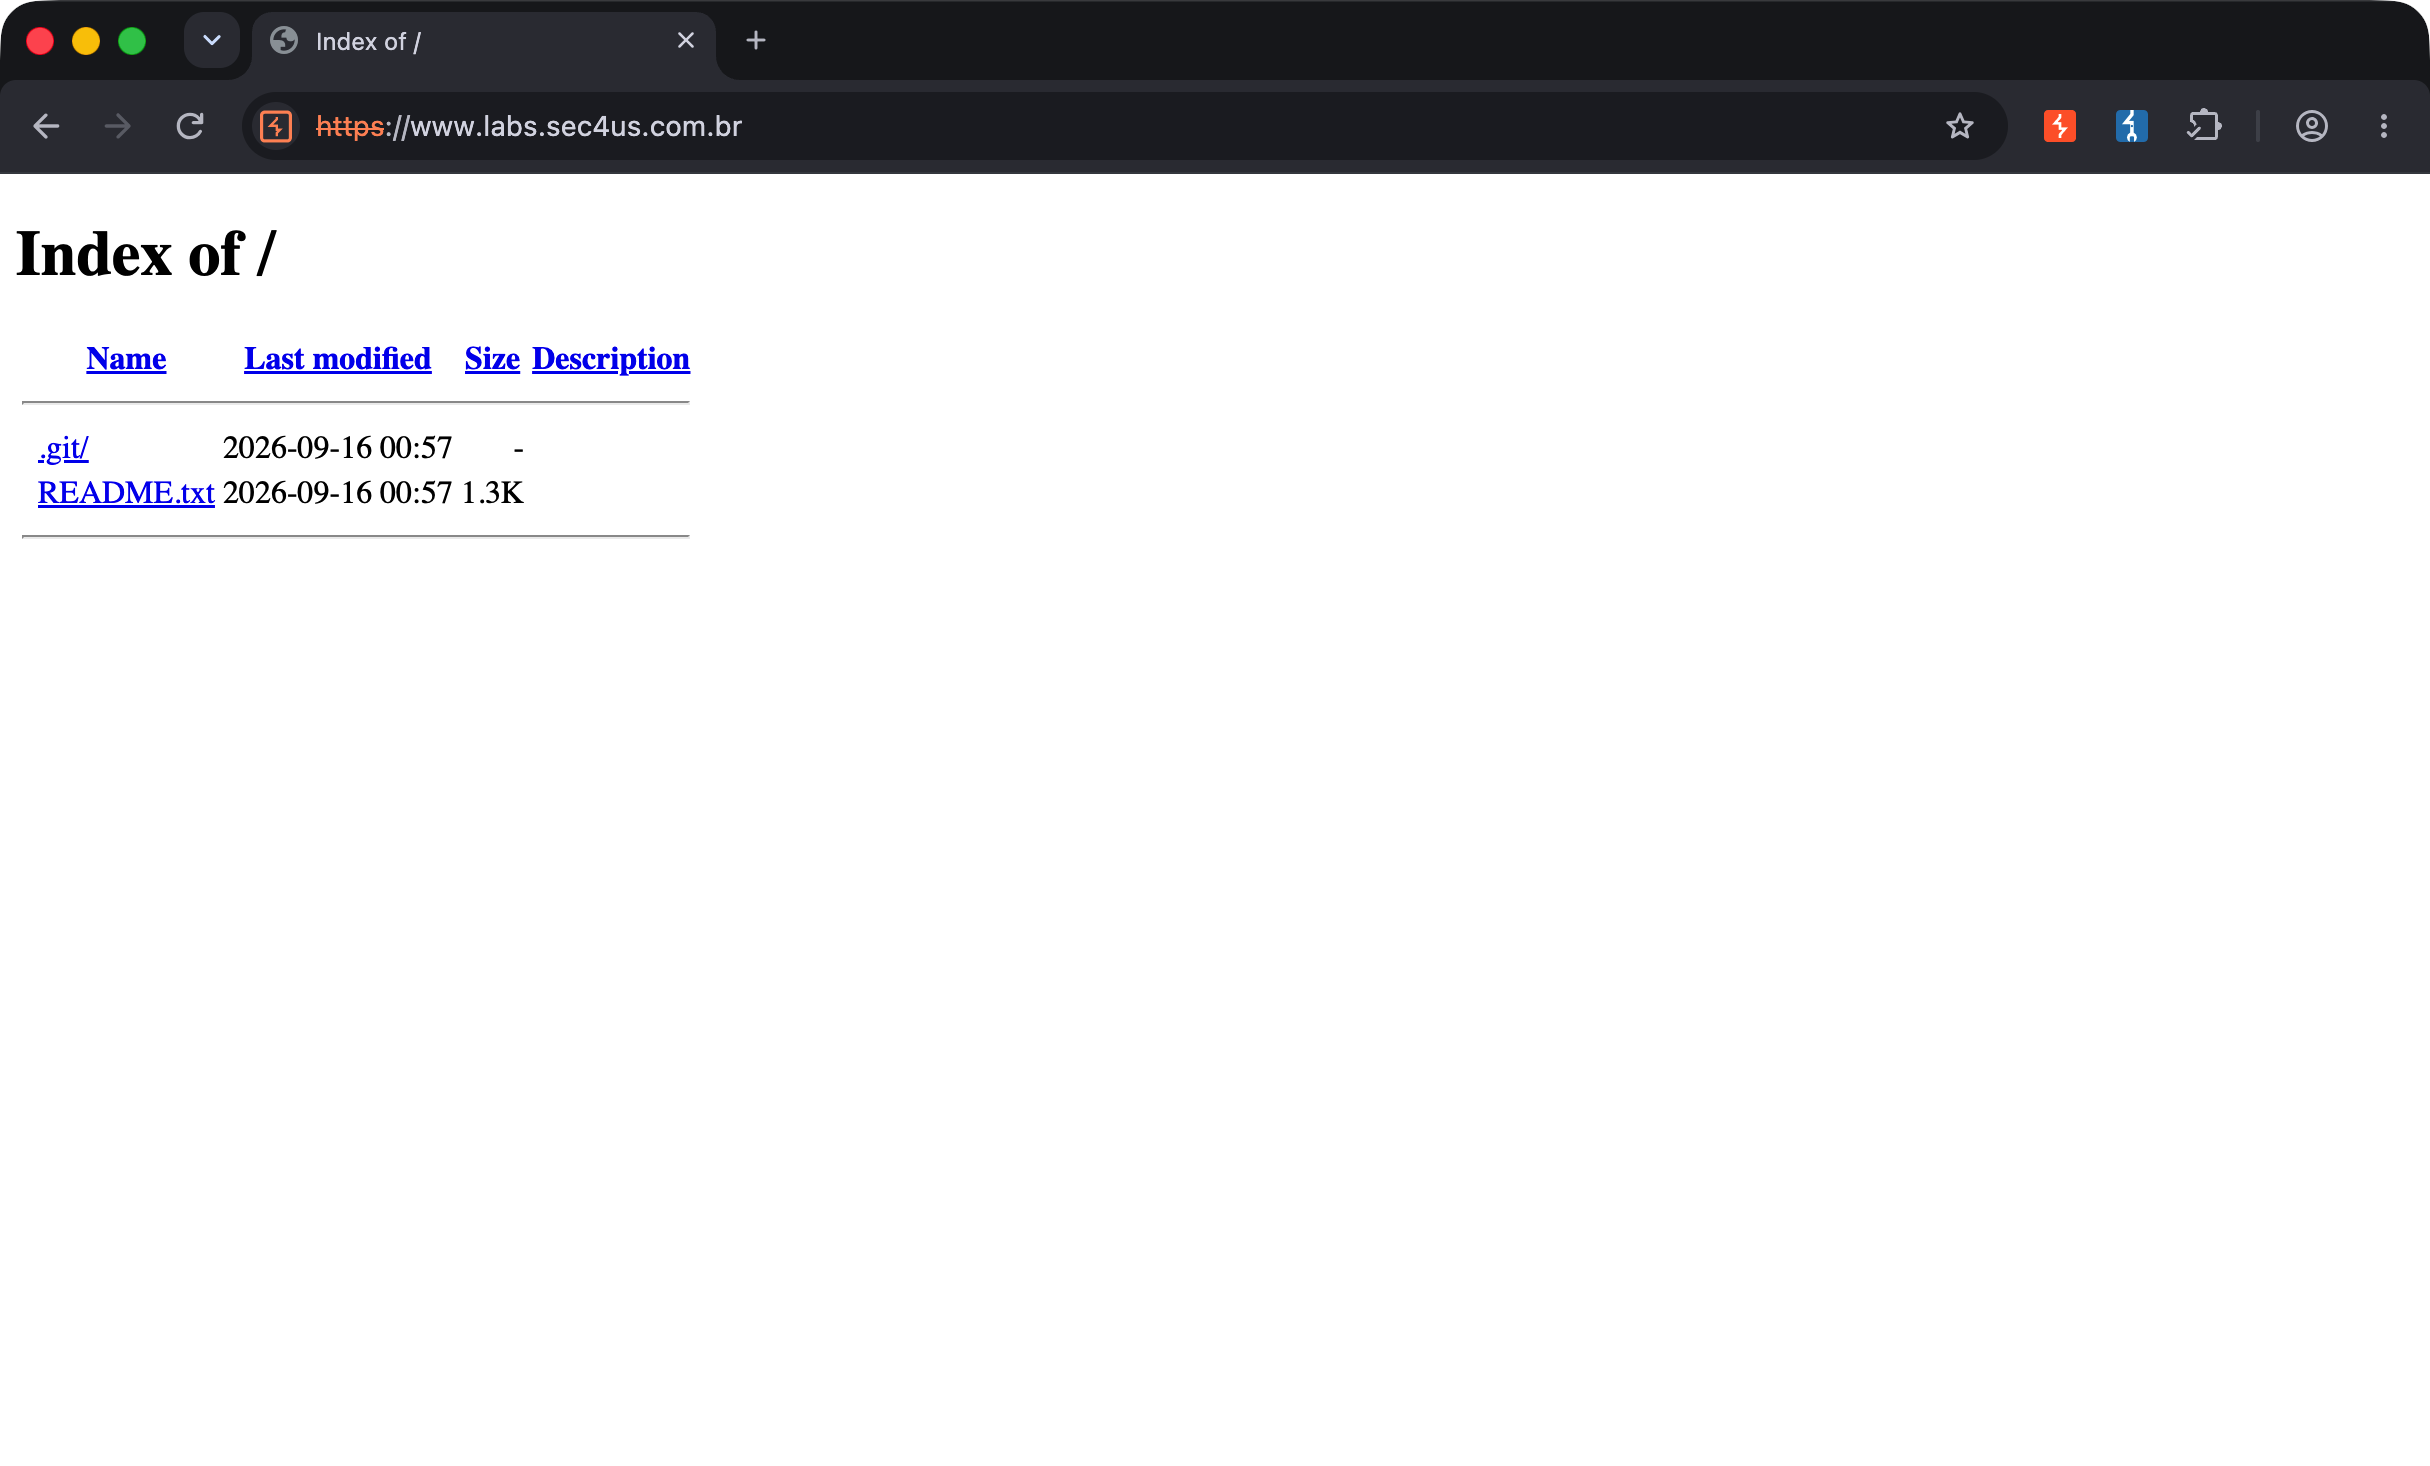 Index of /
https://www.labs.sec4us.com.br
Index of /
Name Last modified Size Description
.git/ 2026-09-16 00:57 -
README.txt 2026-09-16 00:57 1.3K